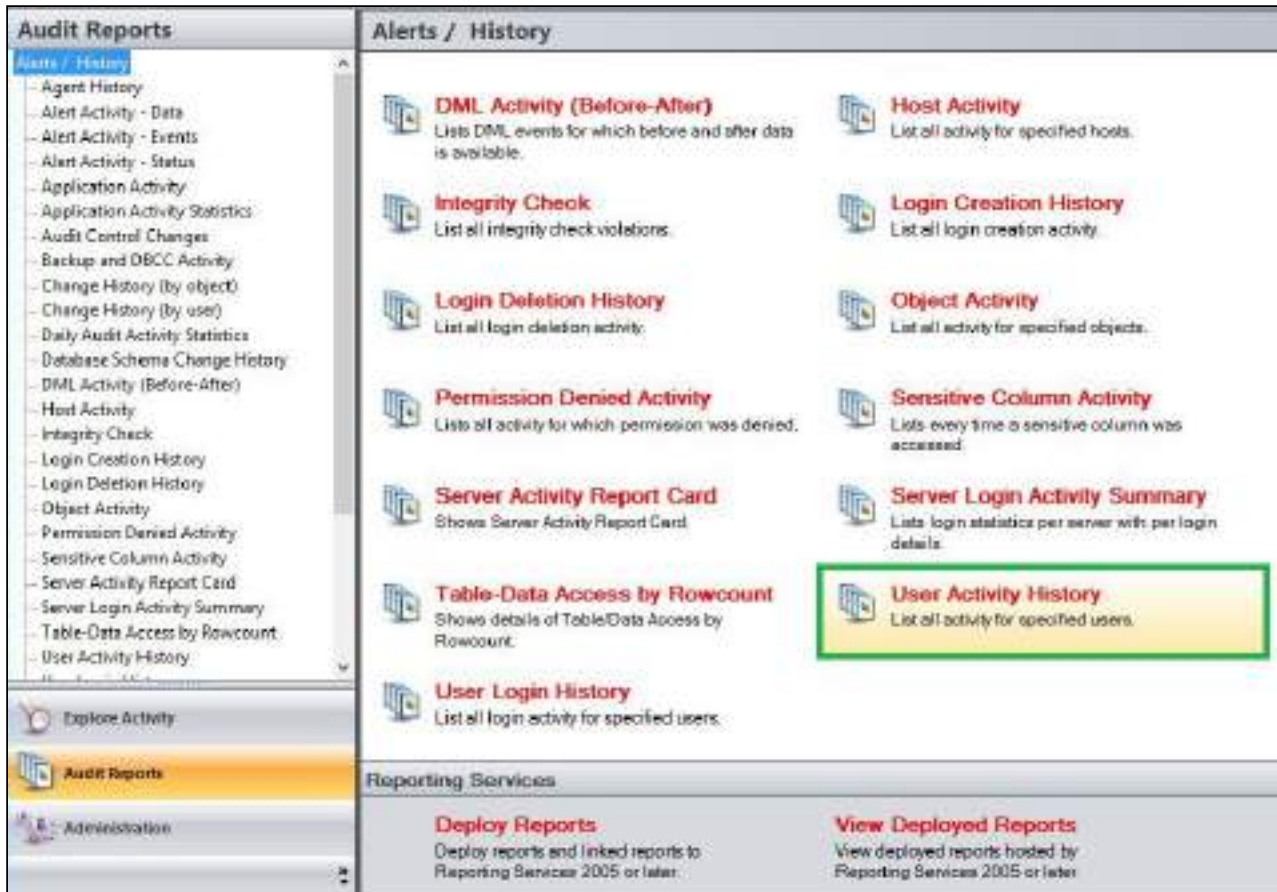 Audit Reports
Alerts / History
Agent History
Alert Activity - Data
Alert Activity - Events
Alert Activity - Status
Application Activity
Application Activity Statistics
Audit Control Changes
Backup and DBCC Activity
Change History (by object)
Change History (by user)
Daily Audit Activity Statistics
Database Schema Change History
DML Activity (Before-After)
Host Activity
Integrity Check
Login Creation History
Login Deletion History
Object Activity
Permission Denied Activity
Sensitive Column Activity
Server Activity Report Card
Server Login Activity Summary
Table-Data Access by Rowcount
User Activity History
Explore Activity
Audit Reports
Administration
Alerts / History
DML Activity (Before-After)
Lists DML events for which before and after data
is available.
Host Activity
List all activity for specified hosts.
Integrity Check
List all integrity check violations.
Login Creation History
List all login creation activity.
Login Deletion History
List all login deletion activity.
Object Activity
List all activity for specified objects.
Permission Denied Activity
Lists all activity for which permission was denied.
Sensitive Column Activity
Lists every time a sensitive column was
accessed.
Server Activity Report Card
Shows Server Activity Report Card.
Server Login Activity Summary
Lists login statistics per server with per login
details.
Table-Data Access by Rowcount
Shows details of Table/Data Access by
Rowcount.
User Activity History
List all activity for specified users.
User Login History
List all login activity for specified users.
Reporting Services
Deploy Reports
Deploy reports and linked reports to
Reporting Services 2005 or later
View Deployed Reports
View deployed reports hosted by
Reporting Services 2005 or later